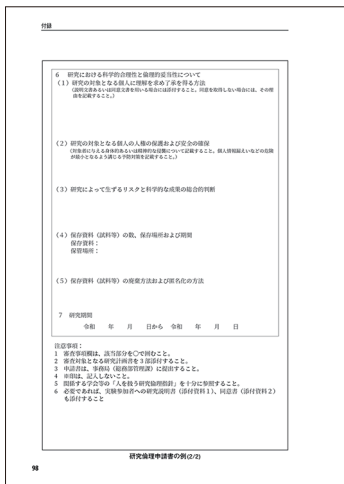 付録
6 研究における科学的合理性と倫理的妥当性について
(1)研究の対象となる個人に理解を求め了承を得る方法
(説明文書あるいは同意文書を用いる場合には添付すること。同意を取得しない場合には、その理
由を記載すること。)
(2)研究の対象となる個人の人権の保護および安全の確保
(対象者に与える身体的あるいは精神的な侵襲について記載すること。個人情報漏えいなどの危険
が最小となるよう講じる予防対策を記載すること。)
(3)研究によって生ずるリスクと科学的な成果の総合的判断
(4)保存資料(試料等)の数、保存場所および期間
保存資料:
保管場所:
(5)保存資料(試料等)の廃棄方法および匿名化の方法
7 研究期間
令和 年 月 日から 令和 年 月 日
注意事項:
1 審査事項欄は、該当部分を○で囲むこと。
2 審査対象となる研究計画書を3部添付すること。
3 申請書は、事務局(総務部管理課)に提出すること。
4 ※印は、記入しないこと。
5 関係する学会等の「人を扱う研究倫理指針」を十分に参照すること。
6 必要であれば、実験参加者への研究説明書(添付資料1)、同意書(添付資料2)
も添付すること
研究倫理申請書の例(2/2)
98